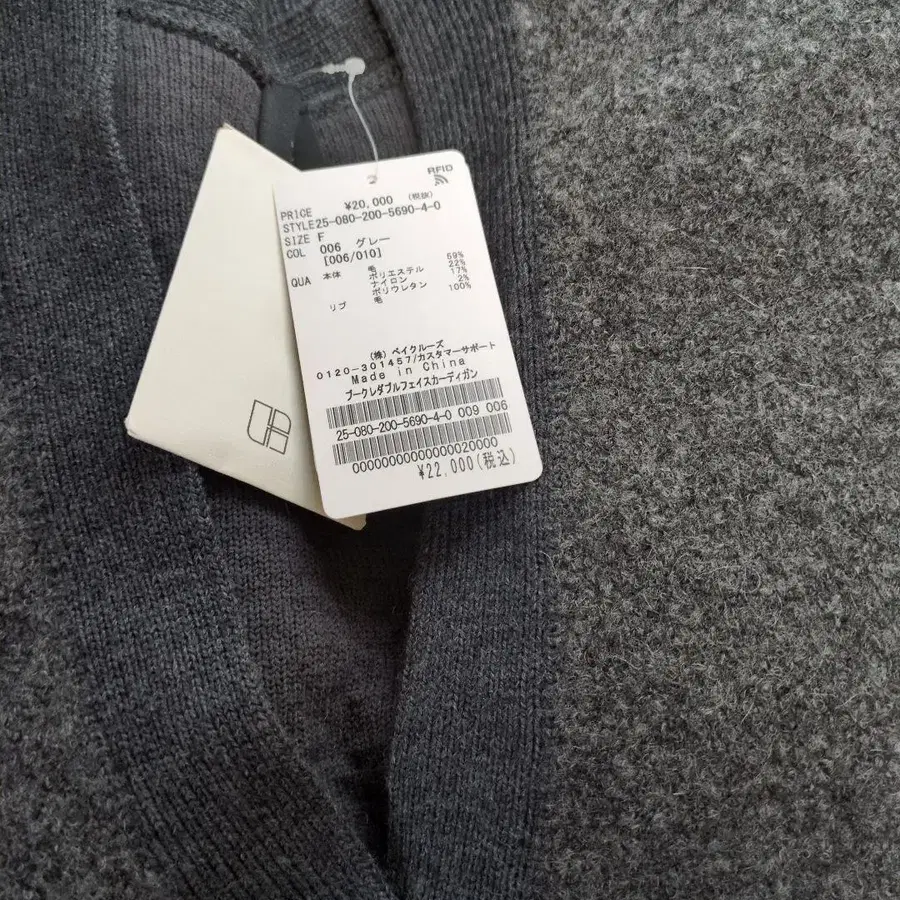 RFID
PRICE ¥20,000 (税抜)
STYLE 25-080-200-5690-4-0
SIZE F
COL 006 グレー
[006/010]
QUA 本体 毛 59%
ポリエステル 22%
ナイロン 17%
ポリウレタン 2%
リブ 毛 100%
(株) ベイクルーズ
0120-301457/カスタマーサポート
Made in China
ブークレダブルフェイスカーディガン
25-080-200-5690-4-0 009 006
00000000000000020000
¥22,000(税込)